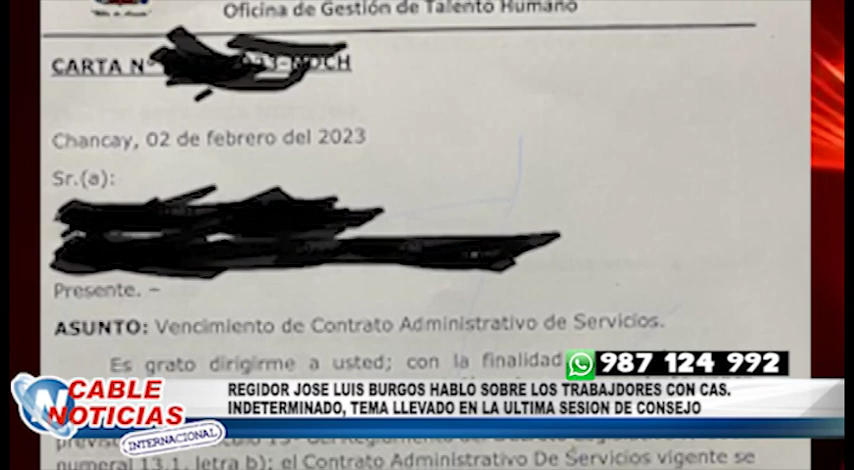 Oficina de Gestión de Talento Humano
CARTA N° 023-MDCH
Chancay, 02 de febrero del 2023
Sr.(a):
Presente. –
ASUNTO: Vencimiento de Contrato Administrativo de Servicios.
Es grato dirigirme a usted; con la finalidad
987 124 992
CABLE NOTICIAS
INTERNACIONAL
REGIDOR JOSE LUIS BURGOS HABLO SOBRE LOS TRABAJDORES CON CAS.
INDETERMINADO, TEMA LLEVADO EN LA ULTIMA SESION DE CONSEJO
numeral 13.1, letra b); el Contrato Administrativo De Servicios vigente se